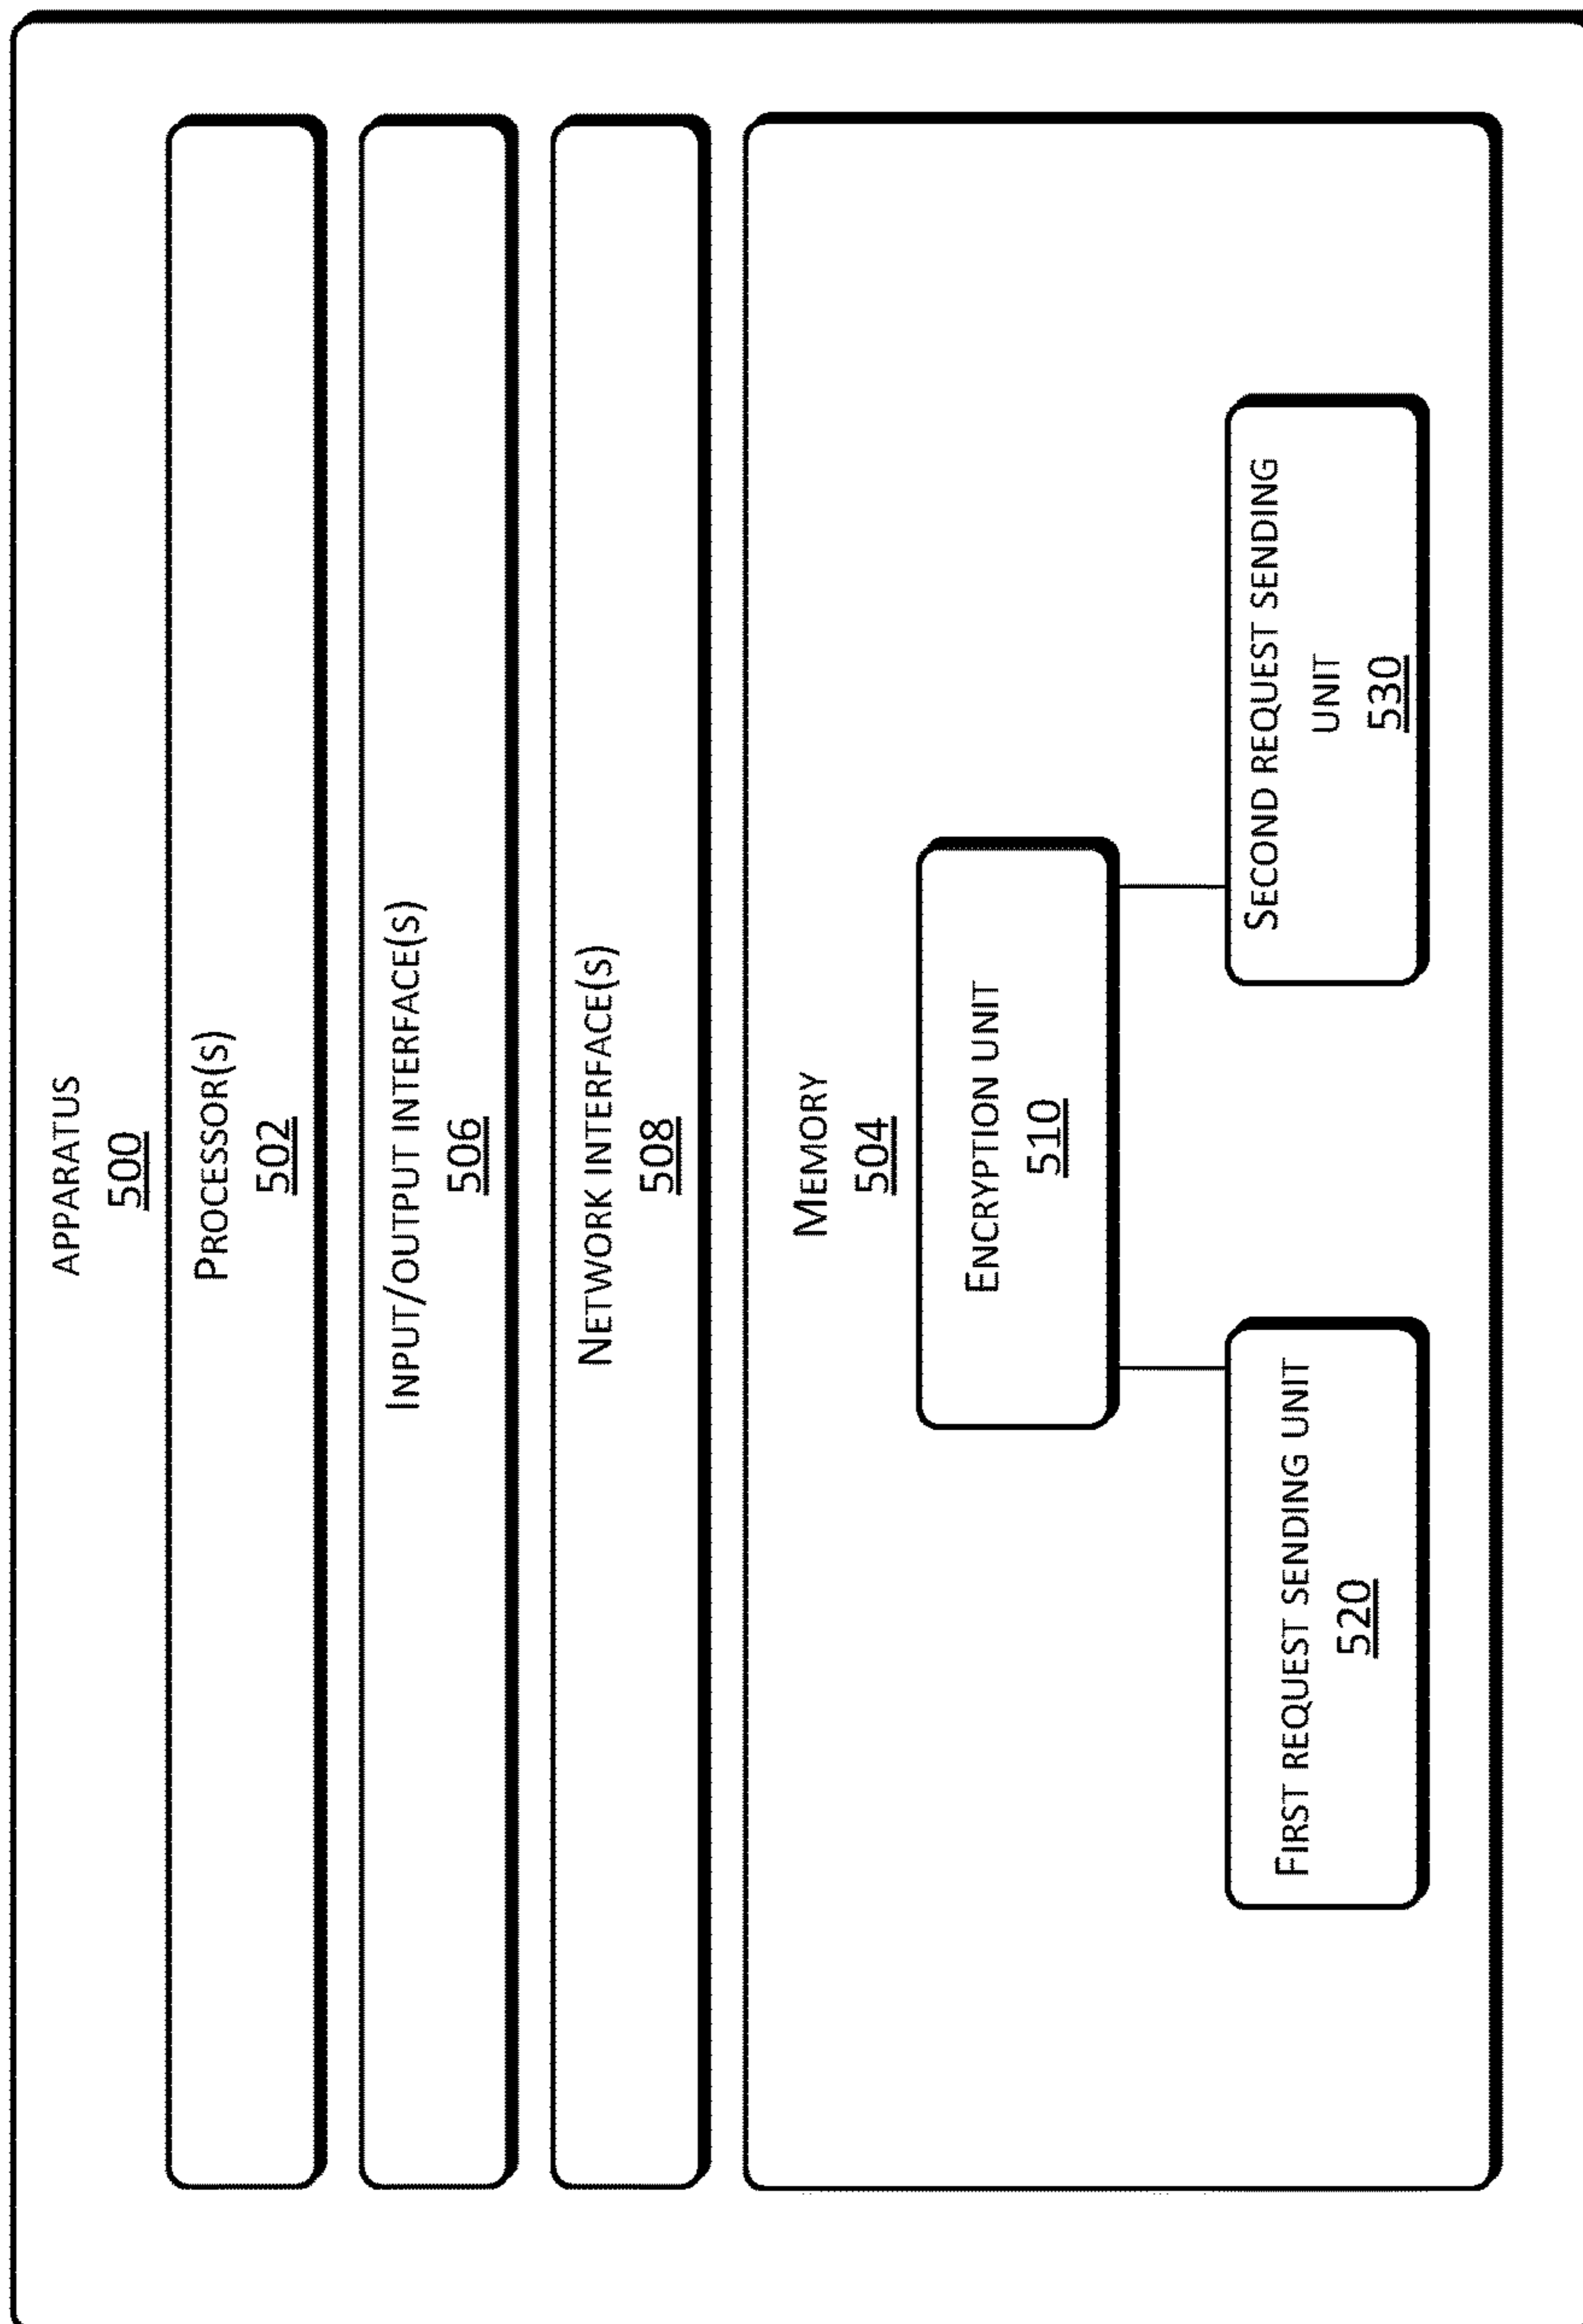 APPARATUS
500
PROCESSOR(S)
502
INPUT/OUTPUT INTERFACE(S)
506
NETWORK INTERFACE(S)
508
MEMORY
504
ENCRYPTION UNIT
510
FIRST REQUEST SENDING UNIT
520
SECOND REQUEST SENDING
UNIT
530